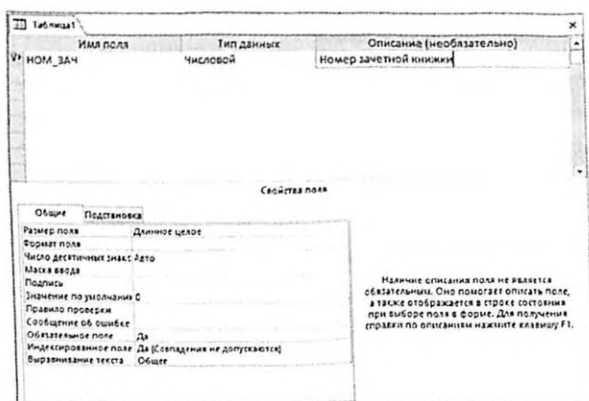 Таблица1
Имя поля Тип данных Описание (необязательно)
НОМ_ЗАЧ Числовой Номер зачетной книжки
Свойства поля
Общие Подстановка
Размер поля Длинное целое
Формат поля
Число десятичных знакс Авто
Маска ввода
Подпись
Значение по умолчани 0
Правило проверки
Сообщение об ошибке
Обязательное поле Да
Индексированное поле Да (Совпадения не допускаются)
Выравнивание текста Общее
Наличие описания поля не является
обязательным. Оно помогает описать поле,
а также отображается в строке состояния
при выборе поля в форме. Для получения
справки по описаниям нажмите клавишу F1.